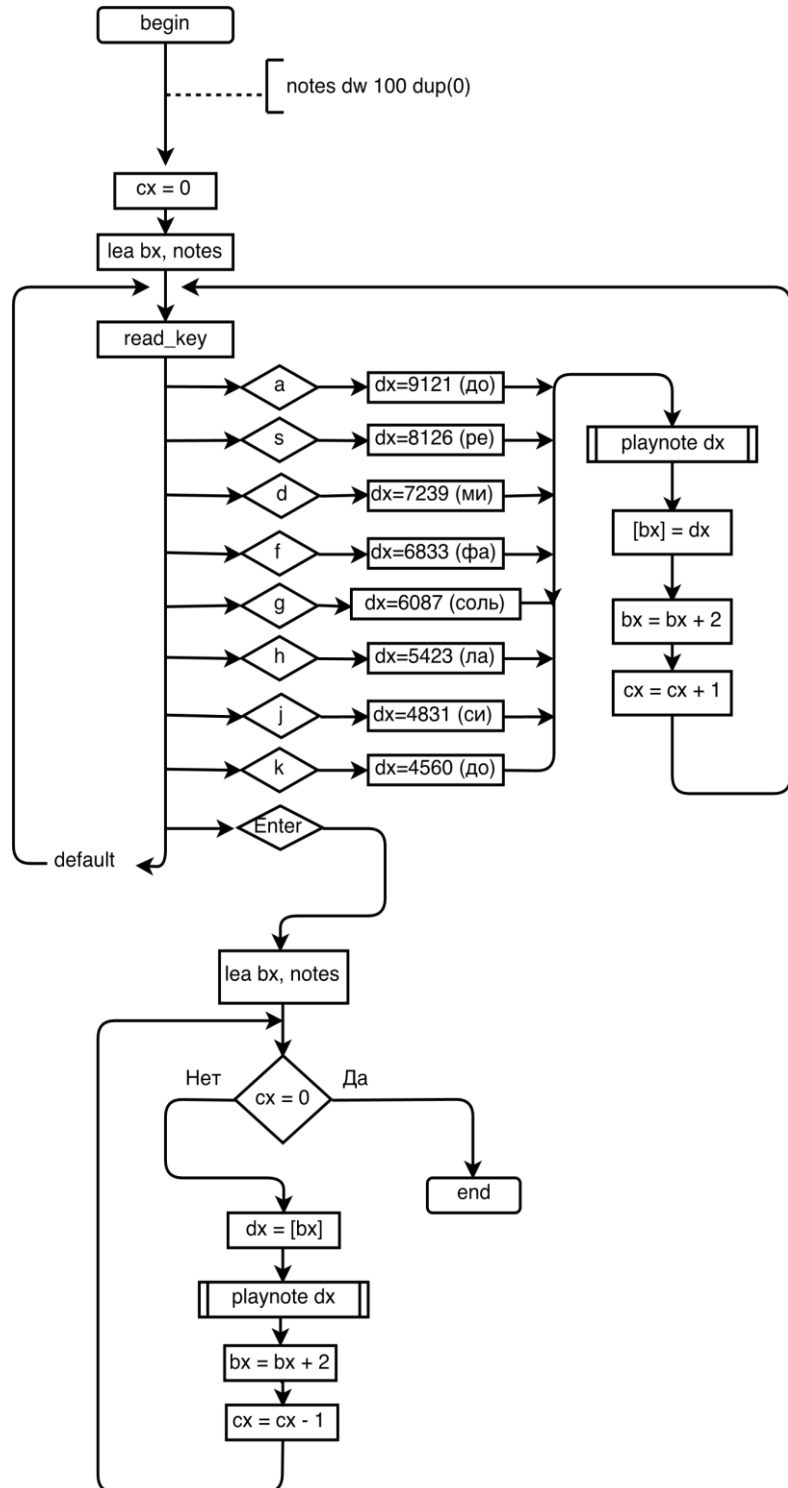 begin
notes dw 100 dup(0)
cx = 0
lea bx, notes
read_key
a
dx=9121 (до)
s
dx=8126 (ре)
d
dx=7239 (ми)
f
dx=6833 (фа)
g
dx=6087 (соль)
h
dx=5423 (ла)
j
dx=4831 (си)
k
dx=4560 (до)
playnote dx
[bx] = dx
bx = bx + 2
cx = cx + 1
Enter
default
lea bx, notes
cx = 0
Нет
Да
end
dx = [bx]
playnote dx
bx = bx + 2
cx = cx - 1